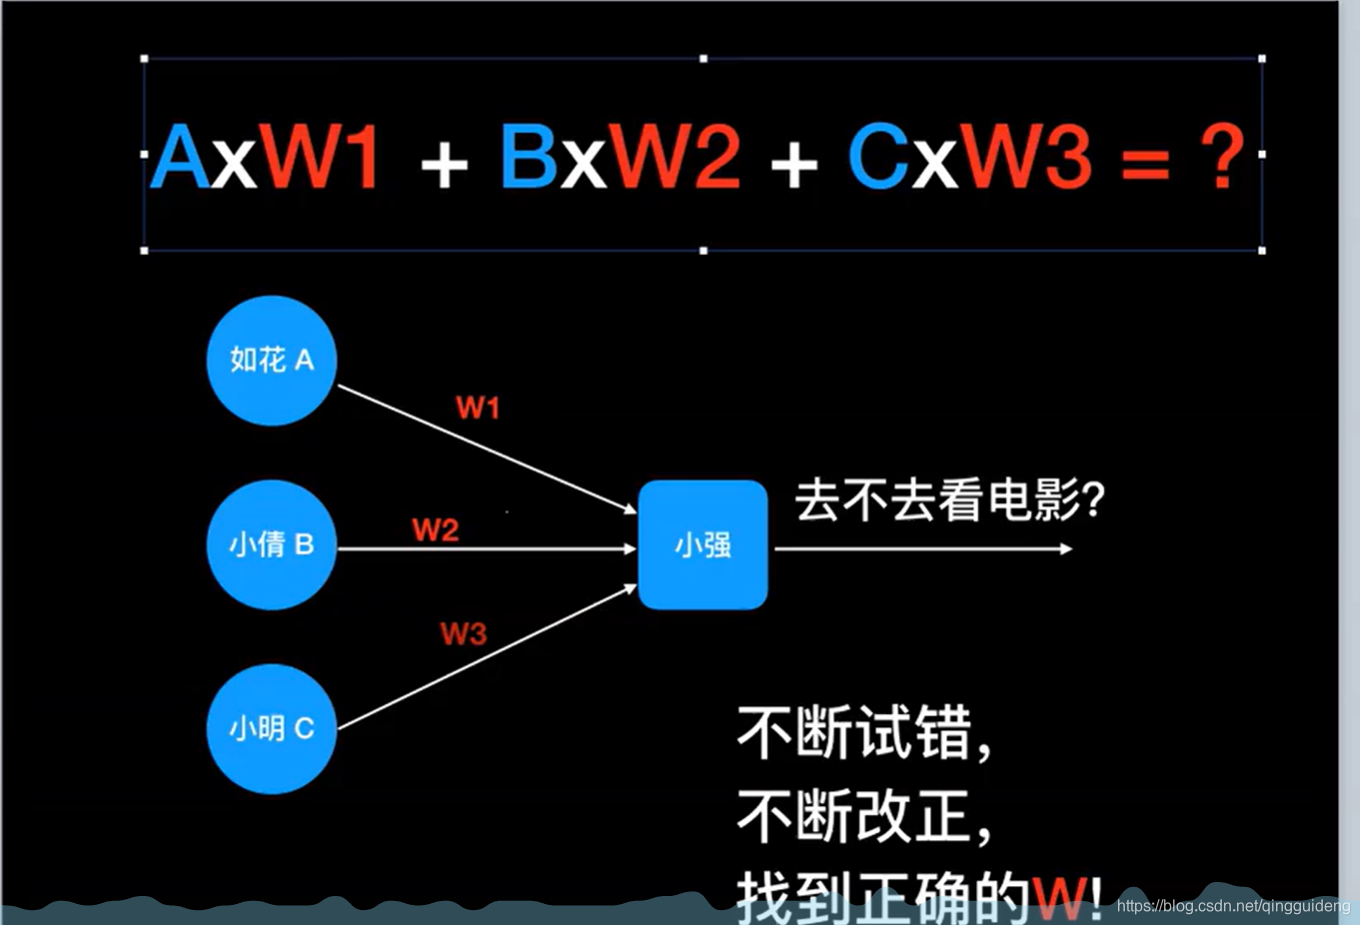 AxW1 + BxW2 + CxW3 = ?
如花 A
W1
去不去看电影?
小倩 B
W2
小强
W3
小明 C
不断试错,
不断改正,
找到正确的W!
https://blog.csdn.net/qingguideng